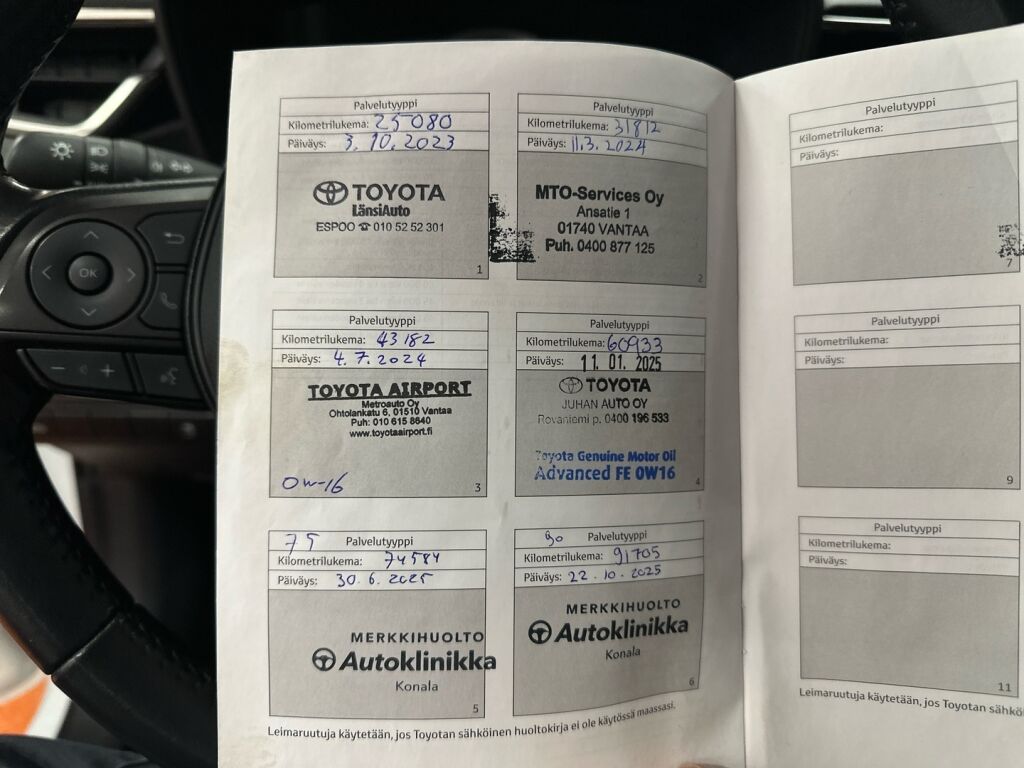 OK
Palvelutyyppi
Kilometrilukema: 25080
Päiväys: 3.10.2023
TOYOTA
LänsiAuto
ESPOO ☎ 010 52 52 301
1
Palvelutyyppi
Kilometrilukema: 31812
Päiväys: 11.3.2024
MTO-Services Oy
Ansatie 1
01740 VANTAA
Puh. 0400 877 125
2
Palvelutyyppi
Kilometrilukema: 43182
Päiväys: 4.7.2024
TOYOTA AIRPORT
Metroauto Oy
Ohtolankatu 6, 01510 Vantaa
Puh: 010 615 8640
www.toyotaairport.fi
0W-16
3
Palvelutyyppi
Kilometrilukema: 60933
Päiväys: 11. 01. 2025
TOYOTA
JUHAN AUTO OY
Rovaniemi p. 0400 196 533
Toyota Genuine Motor Oil
Advanced FE 0W16
4
75 Palvelutyyppi
Kilometrilukema: 74584
Päiväys: 30.6.2025
MERKKIHUOLTO
Autoklinikka
Konala
5
90 Palvelutyyppi
Kilometrilukema: 91705
Päiväys: 22.10.2025
MERKKIHUOLTO
Autoklinikka
Konala
6
Leimaruutuja käytetään, jos Toyotan sähköinen huoltokirja ei ole käytössä maassasi.
Palvelutyyppi
Kilometrilukema:
Päiväys:
7
Palvelutyyppi
Kilometrilukema:
Päiväys:
9
Palvelutyyppi
Kilometrilukema:
Päiväys:
11
Leimaruutuja käytetään, jos Toyotan